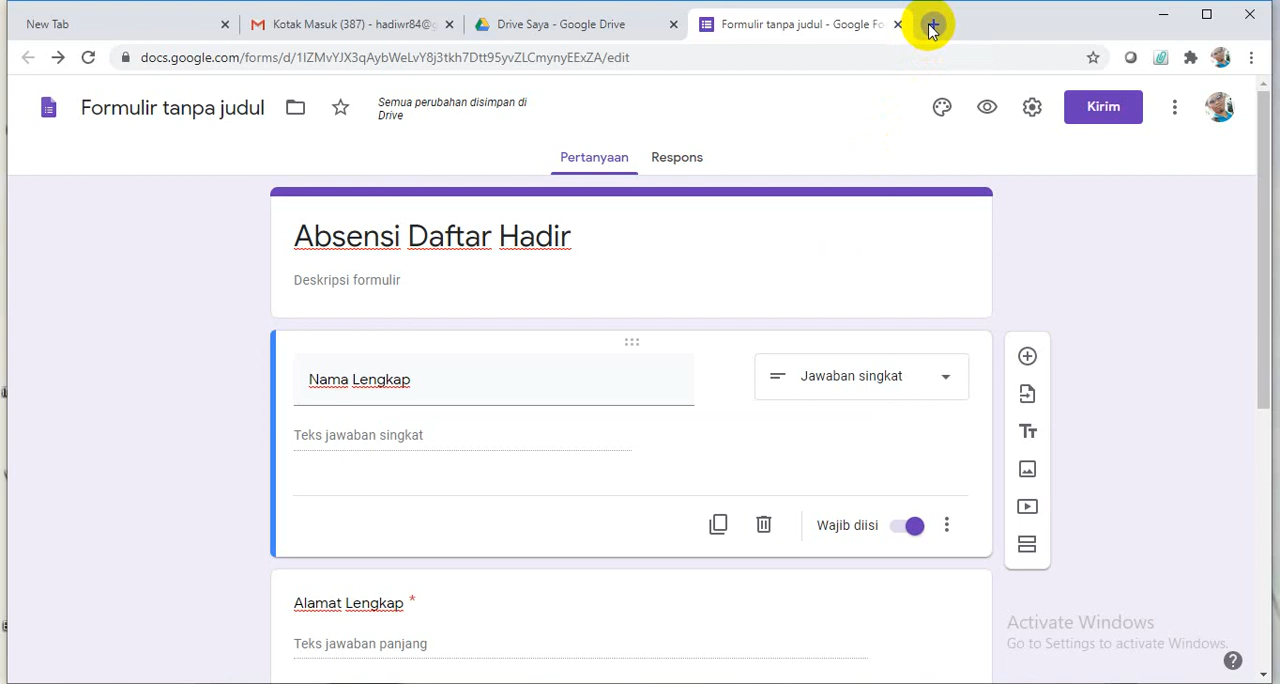 New Tab
Kotak Masuk (387) - hadiwr84@g
Drive Saya - Google Drive
Formulir tanpa judul - Google Fo
docs.google.com/forms/d/1IZMvYJX3qAybWeLvY8j3tkh7Dtt95yvZLCmynyEExZA/edit
Formulir tanpa judul
Semua perubahan disimpan di
Drive
Kirim
Pertanyaan Respons
Absensi Daftar Hadir
Deskripsi formulir
Nama Lengkap
Jawaban singkat
Teks jawaban singkat
Wajib diisi
Alamat Lengkap *
Teks jawaban panjang
Activate Windows
Go to Settings to activate Windows.